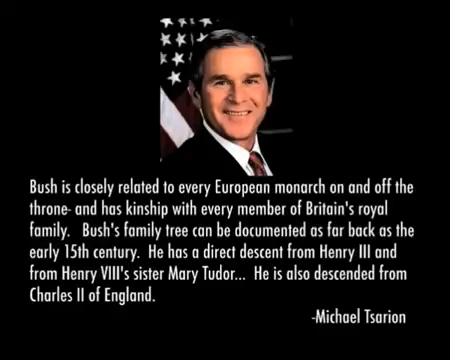 Bush is closely related to every European monarch on and off the
throne- and has kinship with every member of Britain's royal
family. Bush's family tree can be documented as far back as the
early 15th century. He has a direct descent from Henry III and
from Henry VIII's sister Mary Tudor... He is also descended from
Charles II of England.
-Michael Tsarion